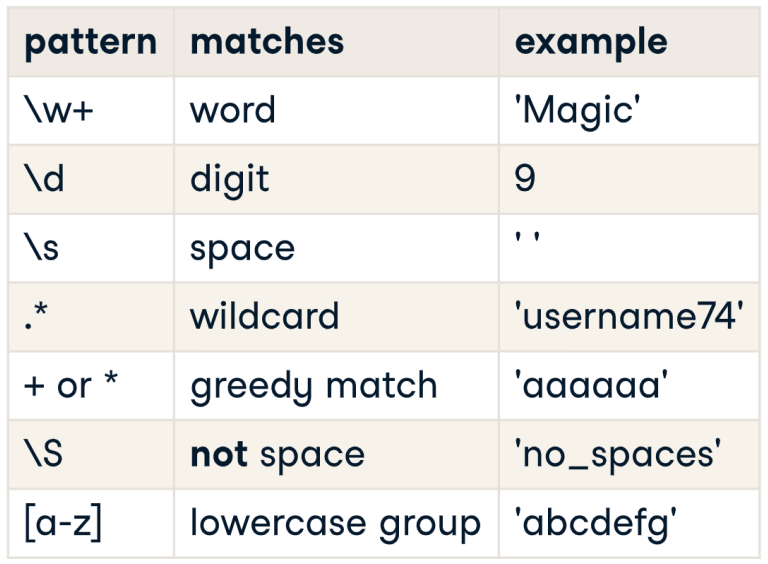 pattern matches example
\w+ word 'Magic'
\d digit 9
\s space ' '
.* wildcard 'username74'
+ or * greedy match 'aaaaaa'
\S not space 'no_spaces'
[a-z] lowercase group 'abcdefg'